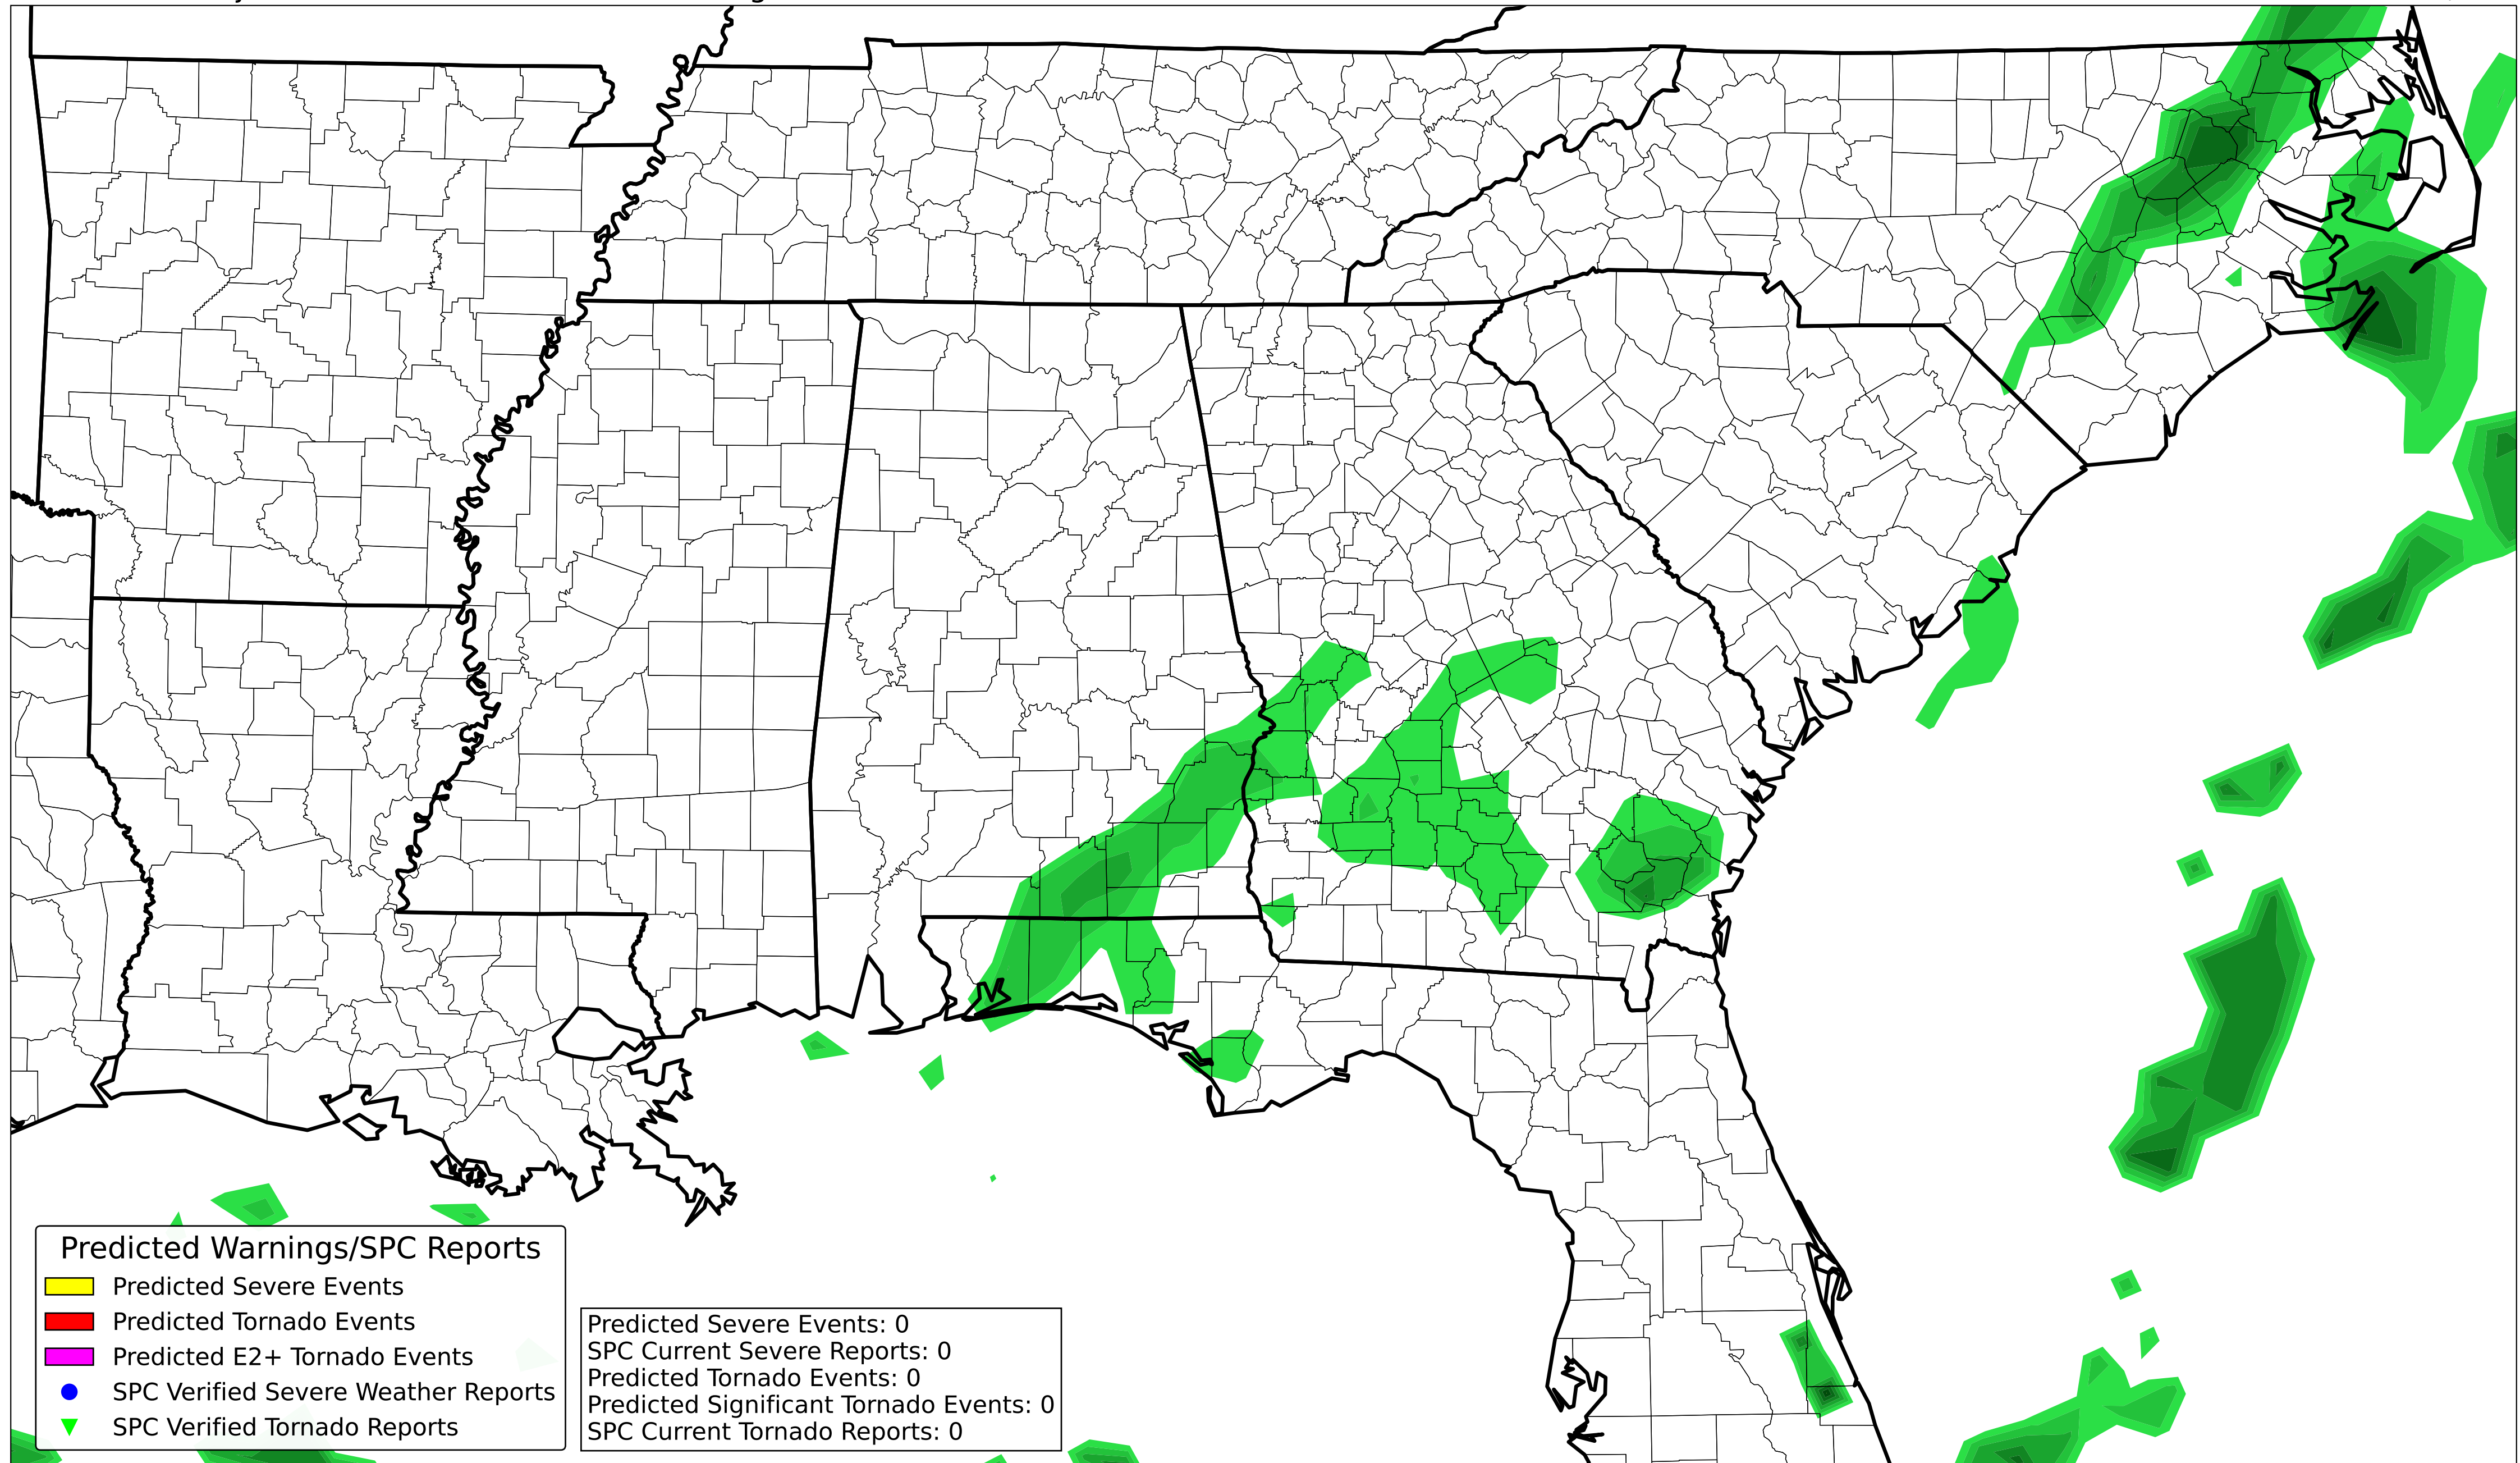 Predicted Warnings/SPC Reports
Predicted Severe Events
Predicted Tornado Events
Predicted E2+ Tornado Events
SPC Verified Severe Weather Reports
SPC Verified Tornado Reports
Predicted Severe Events: 0
SPC Current Severe Reports: 0
Predicted Tornado Events: 0
Predicted Significant Tornado Events: 0
SPC Current Tornado Reports: 0